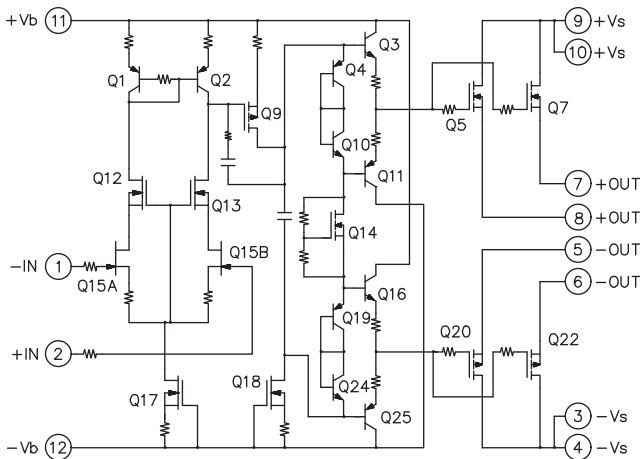 +Vb 11
9 +Vs
10 +Vs
Q1
Q2
Q3
Q4
Q9
Q5
Q7
Q10
Q11
Q12
Q13
7 +OUT
8 +OUT
Q14
-IN 1
Q15A
Q15B
5 -OUT
6 -OUT
Q16
Q19
Q20
Q22
+IN 2
Q17
Q18
Q24
Q25
3 -Vs
4 -Vs
-Vb 12